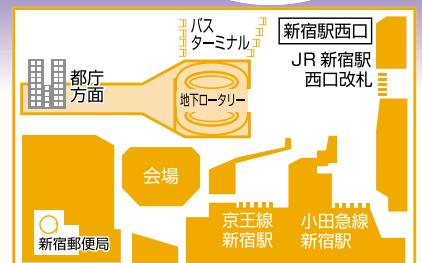 バス
ターミナル
新宿駅西口
JR 新宿駅
西口改札
都庁
方面
地下ロータリー
会場
京王線
新宿駅
小田急線
新宿駅
新宿郵便局